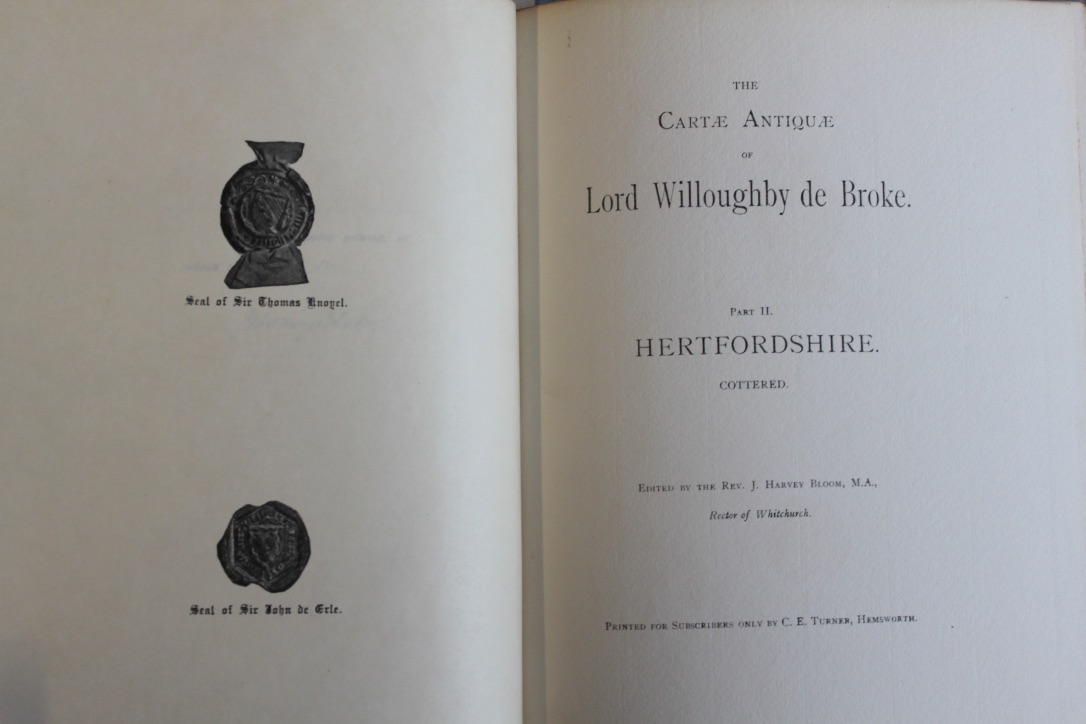 Seal of Sir Thomas Knoyel.
Seal of Sir John de Erle.
THE
CARTÆ ANTIQUÆ
OF
Lord Willoughby de Broke.
PART II.
HERTFORDSHIRE.
COTTERED.
EDITED BY THE REV. J. HARVEY BLOOM, M.A.,
Rector of Whitchurch.
PRINTED FOR SUBSCRIBERS ONLY BY C. E. TURNER, HEMSWORTH.